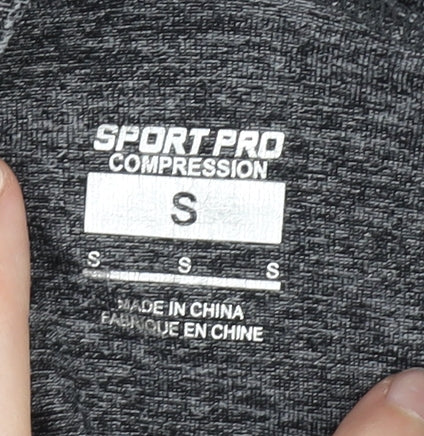 SPORT PRO
COMPRESSION
S
S S S
MADE IN CHINA
FABRIQUE EN CHINE